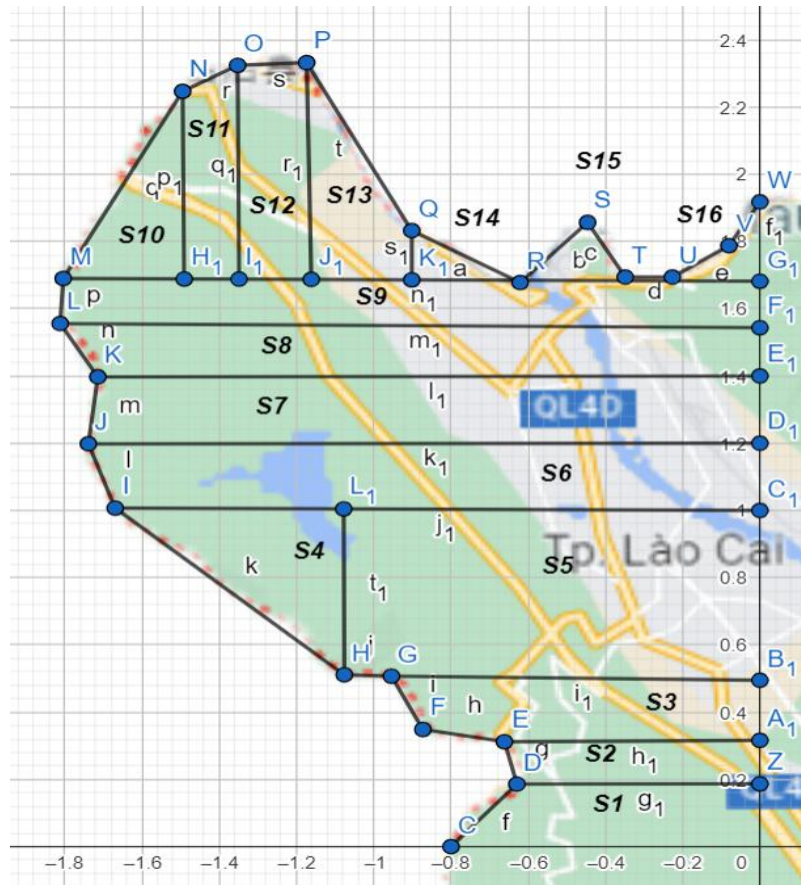 2.4
P
O
N
s
r
2.2
S11
t
S15
q₁
r₁
2
p₁
S13
W
S12
S14
S16
S
Q
V
f₁
S10
1.8
s₁
b
c
M
H₁
I₁
J₁
K₁
a
R
T
U
e
G₁
p
S9
n₁
d
L
1.6
F₁
n
S8
m₁
K
E₁
1.4
m
S7
l₁
QL4D
J
D₁
1.2
l
k₁
S6
I
L₁
C₁
j₁
1
S4
Tp. Lào Cai
k
S5
0.8
t₁
0.6
H
G
B₁
i
h
i₁
S3
F
0.4
A₁
E
g
S2
h₁
Z
D
0.2
S1
g₁
QL4
C
f
–1.8
–1.6
–1.4
–1.2
–1
–0.8
–0.6
–0.4
–0.2
0